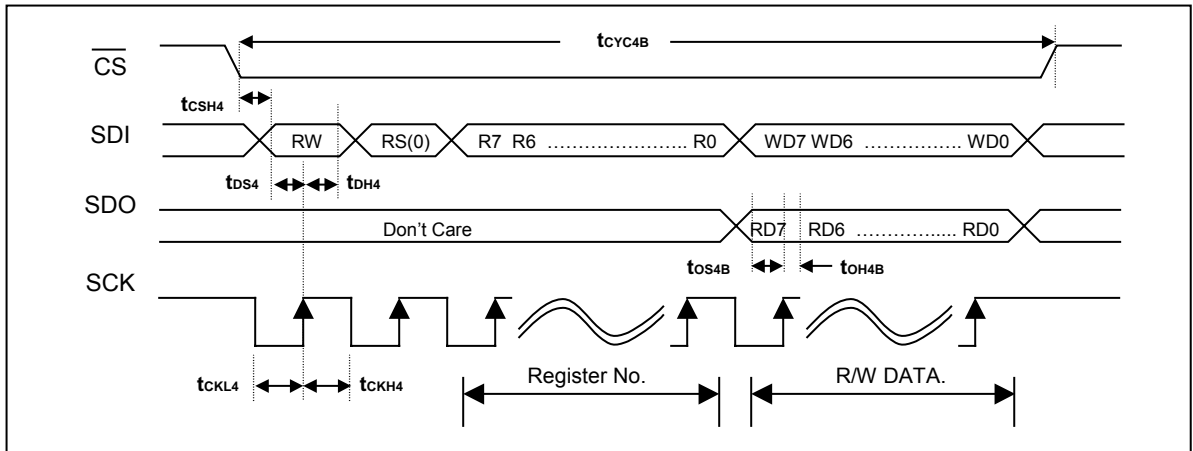 tCYC4B
CS
tCSH4
SDI RW RS(0) R7 R6 ........................ R0 WD7 WD6 ................ WD0
tDS4 tDH4
SDO
Don't Care RD7 RD6 ................. RD0
tOS4B tOH4B
SCK
tCKL4 tCKH4 Register No. R/W DATA.